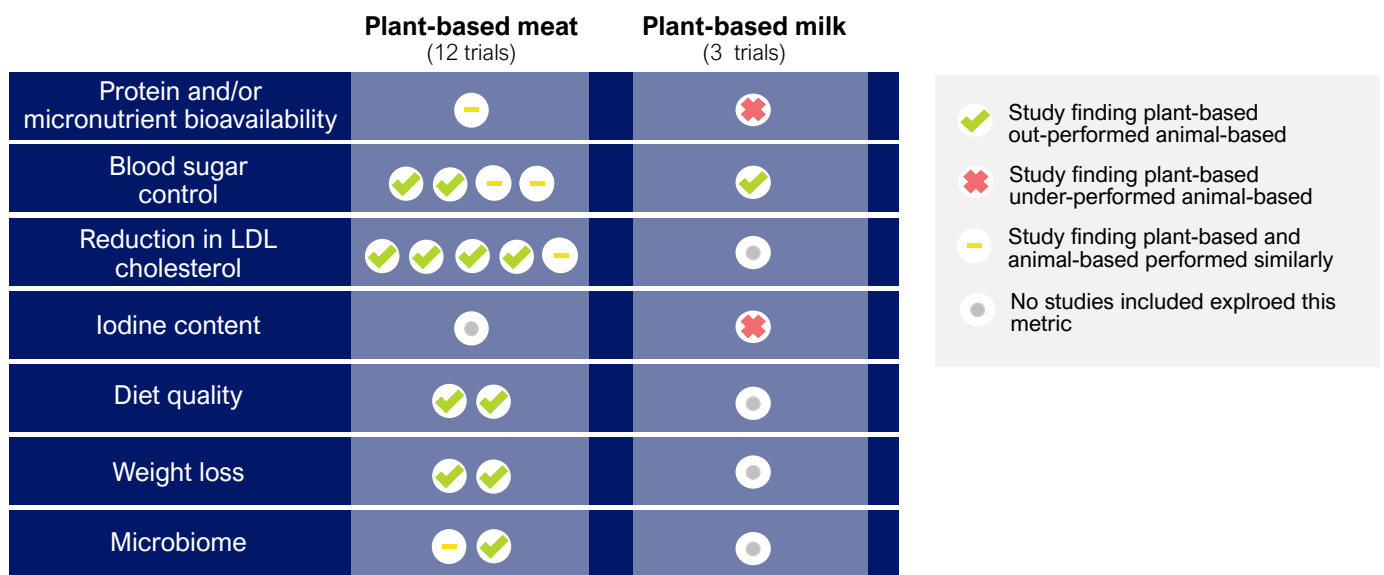 Plant-based meat
(12 trials)
Plant-based milk
(3 trials)
Protein and/or
micronutrient bioavailability
Blood sugar
control
Reduction in LDL
cholesterol
Iodine content
Diet quality
Weight loss
Microbiome
Study finding plant-based
out-performed animal-based
Study finding plant-based
under-performed animal-based
Study finding plant-based and
animal-based performed similarly
No studies included explroed this
metric